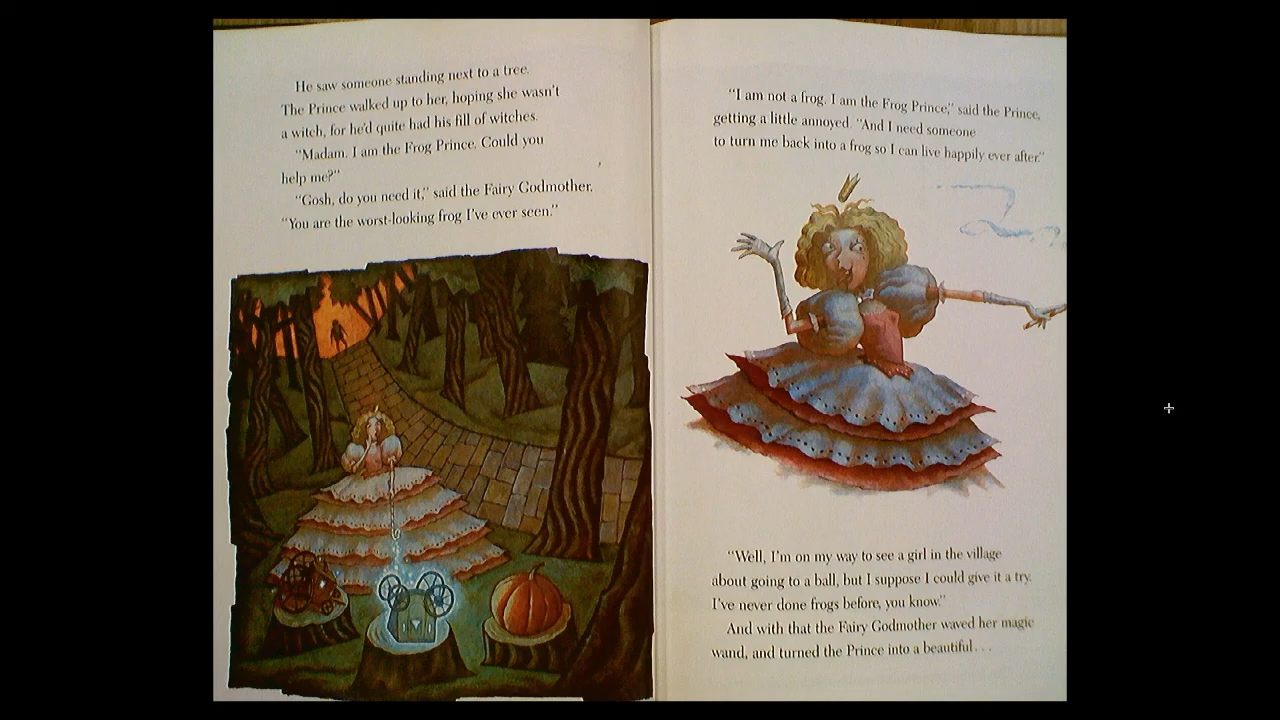 He saw someone standing next to a tree.
The Prince walked up to her, hoping she wasn't
a witch, for he'd quite had his fill of witches.
"Madam. I am the Frog Prince. Could you
help me?"
"Gosh, do you need it," said the Fairy Godmother.
"You are the worst-looking frog I've ever seen."
"I am not a frog. I am the Frog Prince," said the Prince,
getting a little annoyed. "And I need someone
to turn me back into a frog so I can live happily ever after."
"Well, I'm on my way to see a girl in the village
about going to a ball, but I suppose I could give it a try.
I've never done frogs before, you know."
And with that the Fairy Godmother waved her magic
wand, and turned the Prince into a beautiful . . .